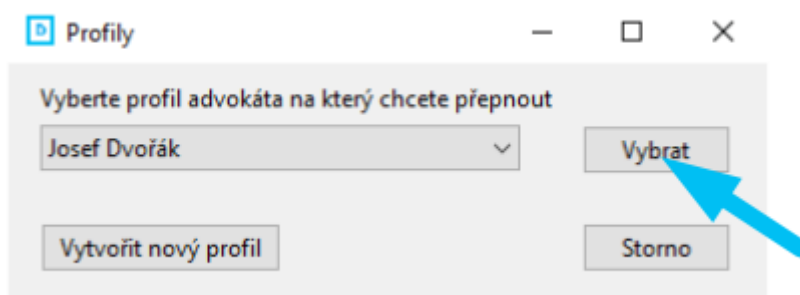 Profily
Vyberte profil advokáta na který chcete přepnout
Josef Dvořák
Vybrat
Vytvořit nový profil
Storno